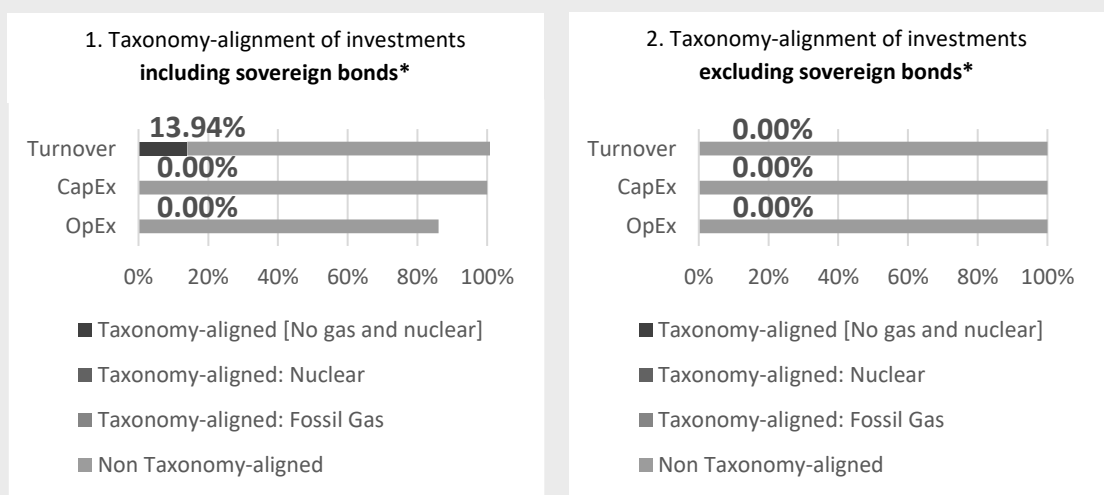 1. Taxonomy-alignment of investments
including sovereign bonds*
13.94%
Turnover
0.00%
CapEx
0.00%
OpEx
0% 20% 40% 60% 80% 100%
Taxonomy-aligned [No gas and nuclear]
Taxonomy-aligned: Nuclear
Taxonomy-aligned: Fossil Gas
Non Taxonomy-aligned
2. Taxonomy-alignment of investments
excluding sovereign bonds*
0.00%
Turnover
0.00%
CapEx
0.00%
OpEx
0% 20% 40% 60% 80% 100%
Taxonomy-aligned [No gas and nuclear]
Taxonomy-aligned: Nuclear
Taxonomy-aligned: Fossil Gas
Non Taxonomy-aligned